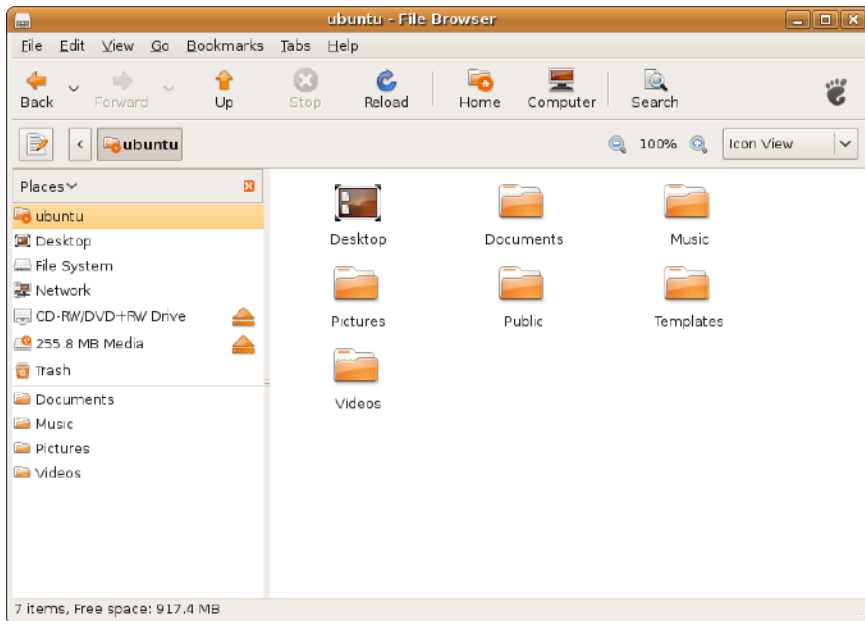 ubuntu - File Browser
File Edit View Go Bookmarks Tabs Help
Back Forward Up Stop Reload Home Computer Search
ubuntu 100% Icon View
Places
ubuntu
Desktop
File System
Network
CD-RW/DVD+RW Drive
255.8 MB Media
Trash
Documents
Music
Pictures
Videos
Desktop Documents Music
Pictures Public Templates
Videos
7 items, Free space: 917.4 MB